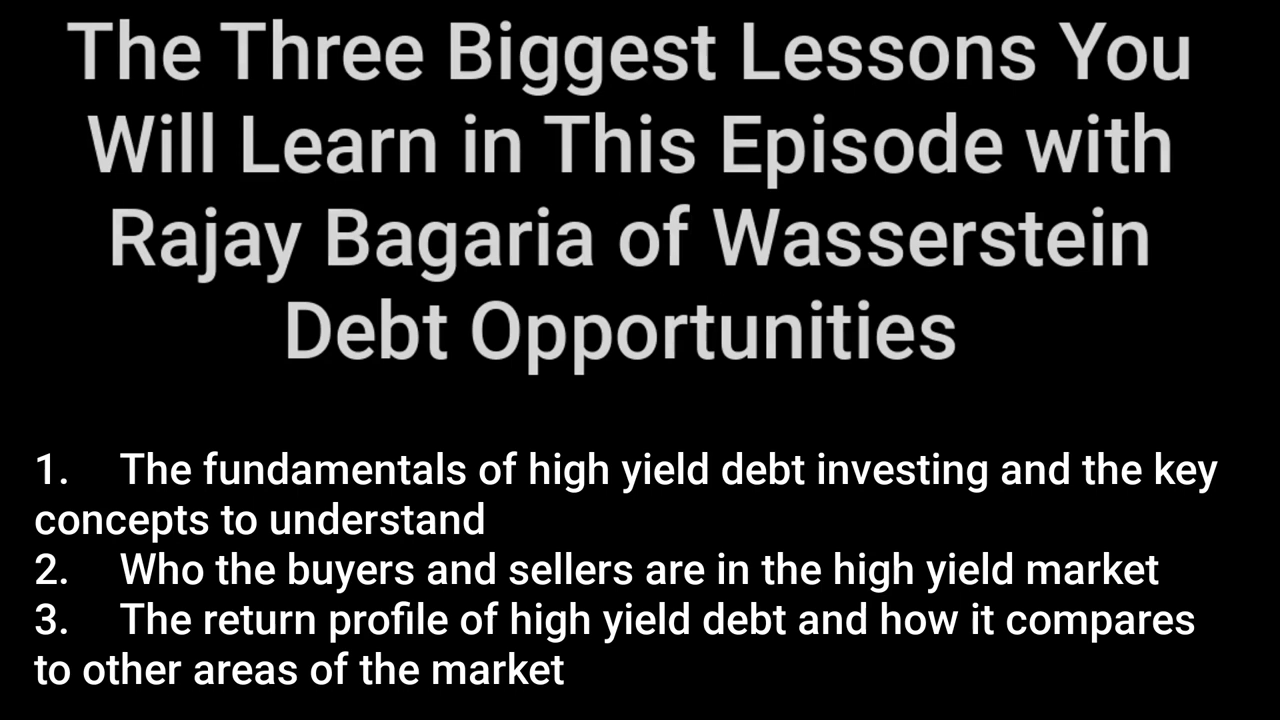 The Three Biggest Lessons You
Will Learn in This Episode with
Rajay Bagaria of Wasserstein
Debt Opportunities
1. The fundamentals of high yield debt investing and the key
concepts to understand
2. Who the buyers and sellers are in the high yield market
3. The return profile of high yield debt and how it compares
to other areas of the market